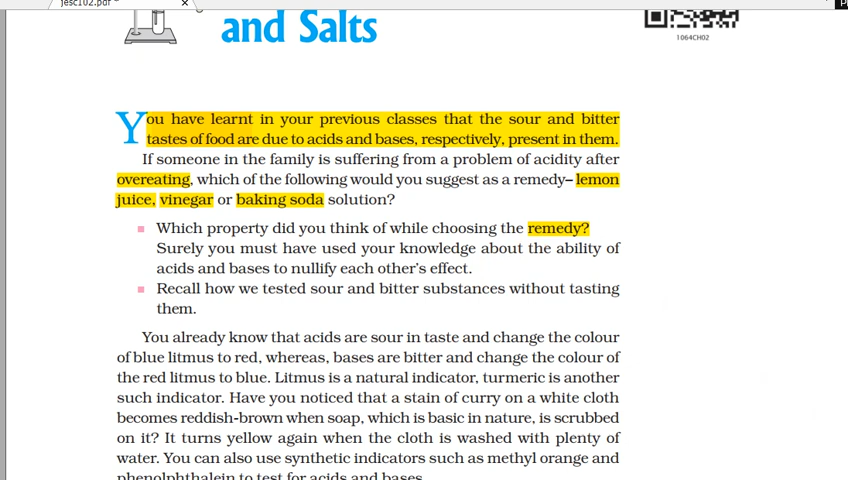 jesc102.pdf
and Salts
1064CH02
You have learnt in your previous classes that the sour and bitter
tastes of food are due to acids and bases, respectively, present in them.
If someone in the family is suffering from a problem of acidity after
overeating, which of the following would you suggest as a remedy– lemon
juice, vinegar or baking soda solution?
Which property did you think of while choosing the remedy?
Surely you must have used your knowledge about the ability of
acids and bases to nullify each other's effect.
Recall how we tested sour and bitter substances without tasting
them.
You already know that acids are sour in taste and change the colour
of blue litmus to red, whereas, bases are bitter and change the colour of
the red litmus to blue. Litmus is a natural indicator, turmeric is another
such indicator. Have you noticed that a stain of curry on a white cloth
becomes reddish-brown when soap, which is basic in nature, is scrubbed
on it? It turns yellow again when the cloth is washed with plenty of
water. You can also use synthetic indicators such as methyl orange and
phenolphthalein to test for acids and bases.